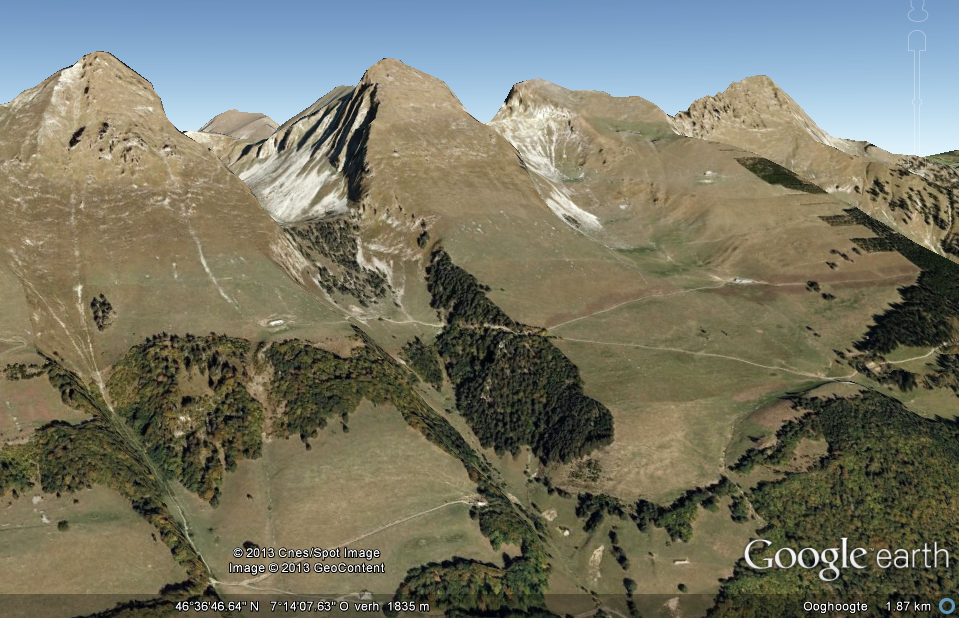 © 2013 Cnes/Spot Image
Image © 2013 GeoContent
Google earth
46°36'46.64" N 7°14'07.63" O verh 1835 m
Ooghoogte 1.87 km